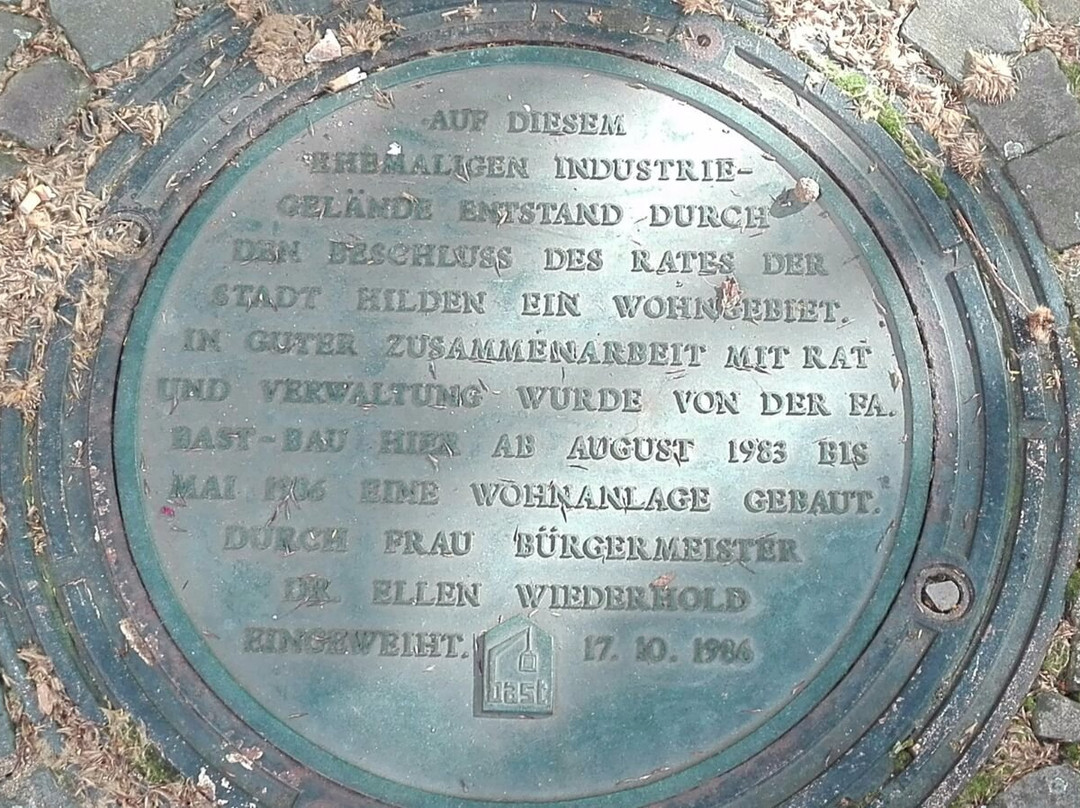 AUF DIESEM
EHEMALIGEN INDUSTRIE-
GELÄNDE ENTSTAND DURCH
DEN BESCHLUSS DES RATES DER
STADT HILDEN EIN WOHNGEBIET.
IN GUTER ZUSAMMENARBEIT MIT RAT
UND VERWALTUNG WURDE VON DER FA.
BAST-BAU HIER AB AUGUST 1983 BIS
MAI 1986 EINE WOHNANLAGE GEBAUT.
DURCH FRAU BÜRGERMEISTER
DR. ELLEN WIEDERHOLD
EINGEWEIHT. 17. 10. 1986
bast